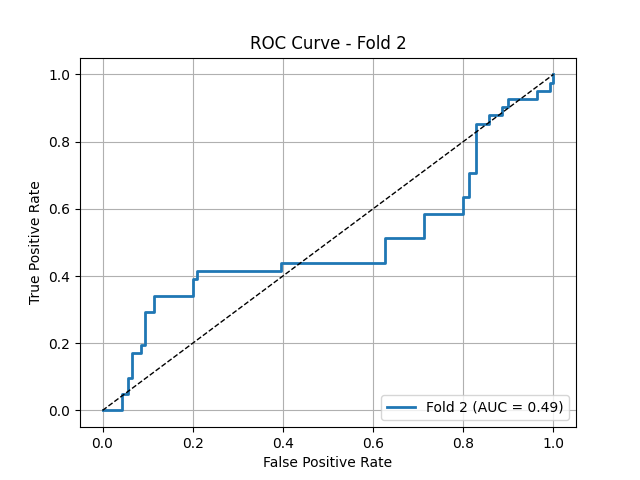 ROC Curve - Fold 2
True Positive Rate
1.0
0.8
0.6
0.4
0.2
0.0
Fold 2 (AUC = 0.49)
0.0 0.2 0.4 0.6 0.8 1.0
False Positive Rate